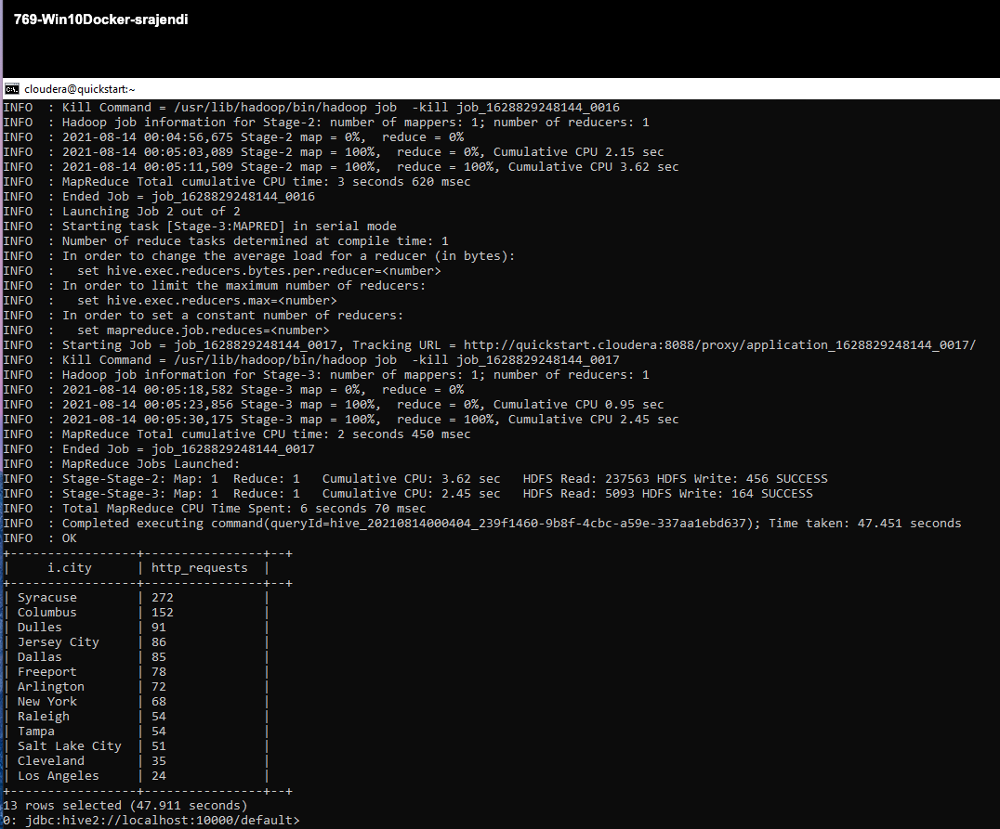 769-Win10Docker-srajendi
cloudera@quickstart:~
INFO  : Kill Command = /usr/lib/hadoop/bin/hadoop job  -kill job_1628829248144_0016
INFO  : Hadoop job information for Stage-2: number of mappers: 1; number of reducers: 1
INFO  : 2021-08-14 00:04:56,675 Stage-2 map = 0%,  reduce = 0%
INFO  : 2021-08-14 00:05:03,089 Stage-2 map = 100%,  reduce = 0%, Cumulative CPU 2.15 sec
INFO  : 2021-08-14 00:05:11,509 Stage-2 map = 100%,  reduce = 100%, Cumulative CPU 3.62 sec
INFO  : MapReduce Total cumulative CPU time: 3 seconds 620 msec
INFO  : Ended Job = job_1628829248144_0016
INFO  : Launching Job 2 out of 2
INFO  : Starting task [Stage-3:MAPRED] in serial mode
INFO  : Number of reduce tasks determined at compile time: 1
INFO  : In order to change the average load for a reducer (in bytes):
INFO  :   set hive.exec.reducers.bytes.per.reducer=<number>
INFO  : In order to limit the maximum number of reducers:
INFO  :   set hive.exec.reducers.max=<number>
INFO  : In order to set a constant number of reducers:
INFO  :   set mapreduce.job.reduces=<number>
INFO  : Starting Job = job_1628829248144_0017, Tracking URL = http://quickstart.cloudera:8088/proxy/application_1628829248144_0017/
INFO  : Kill Command = /usr/lib/hadoop/bin/hadoop job  -kill job_1628829248144_0017
INFO  : Hadoop job information for Stage-3: number of mappers: 1; number of reducers: 1
INFO  : 2021-08-14 00:05:18,582 Stage-3 map = 0%,  reduce = 0%
INFO  : 2021-08-14 00:05:23,856 Stage-3 map = 100%,  reduce = 0%, Cumulative CPU 0.95 sec
INFO  : 2021-08-14 00:05:30,175 Stage-3 map = 100%,  reduce = 100%, Cumulative CPU 2.45 sec
INFO  : MapReduce Total cumulative CPU time: 2 seconds 450 msec
INFO  : Ended Job = job_1628829248144_0017
INFO  : MapReduce Jobs Launched:
INFO  : Stage-Stage-2: Map: 1  Reduce: 1   Cumulative CPU: 3.62 sec   HDFS Read: 237563 HDFS Write: 456 SUCCESS
INFO  : Stage-Stage-3: Map: 1  Reduce: 1   Cumulative CPU: 2.45 sec   HDFS Read: 5093 HDFS Write: 164 SUCCESS
INFO  : Total MapReduce CPU Time Spent: 6 seconds 70 msec
INFO  : Completed executing command(queryId=hive_20210814000404_239f1460-9b8f-4cbc-a59e-337aa1ebd637); Time taken: 47.451 seconds
INFO  : OK
+-----------------+----------------+--+
|     i.city      | http_requests  |
+-----------------+----------------+--+
| Syracuse        | 272            |
| Columbus        | 152            |
| Dulles          | 91             |
| Jersey City     | 86             |
| Dallas          | 85             |
| Freeport        | 78             |
| Arlington       | 72             |
| New York        | 68             |
| Raleigh         | 54             |
| Tampa           | 54             |
| Salt Lake City  | 51             |
| Cleveland       | 35             |
| Los Angeles     | 24             |
+-----------------+----------------+--+
13 rows selected (47.911 seconds)
0: jdbc:hive2://localhost:10000/default>